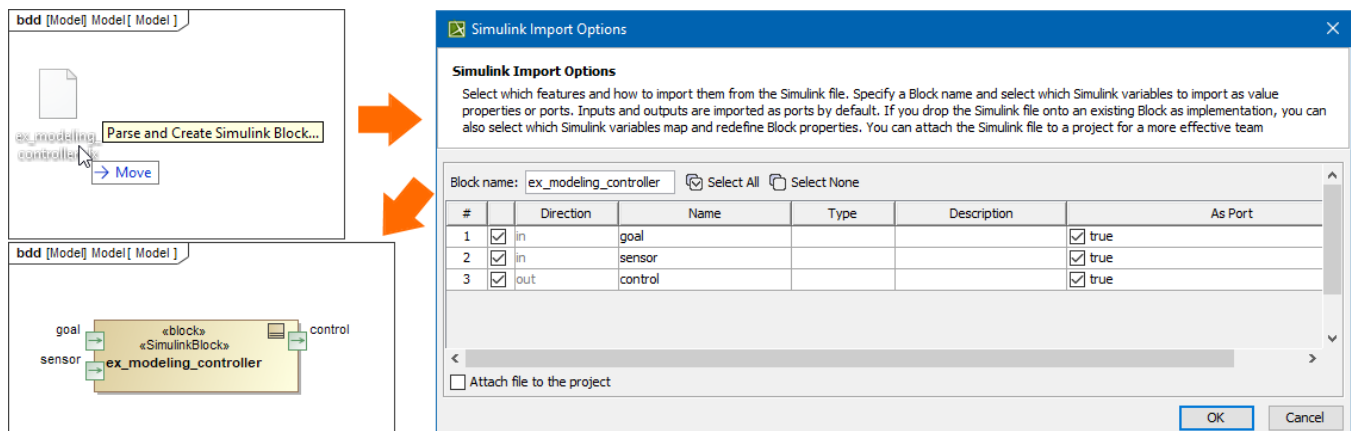 bdd [Model] Model[ Model ]
Parse and Create Simulink Block...
ex_modelling_
controller.slx
Move
Simulink Import Options
Simulink Import Options
Select which features and how to import them from the Simulink file. Specify a Block name and select which Simulink variables to import as value
properties or ports. Inputs and outputs are imported as ports by default. If you drop the Simulink file onto an existing Block as implementation, you can
also select which Simulink variables map and redefine Block properties. You can attach the Simulink file to a project for a more effective team
Block name: ex_modeling_controller Select All Select None
# Direction Name Type Description As Port
1 in goal true
2 in sensor true
3 out control true
Attach file to the project
OK Cancel
bdd [Model] Model[ Model ]
goal «block» control
«SimulinkBlock»
sensor ex_modeling_controller